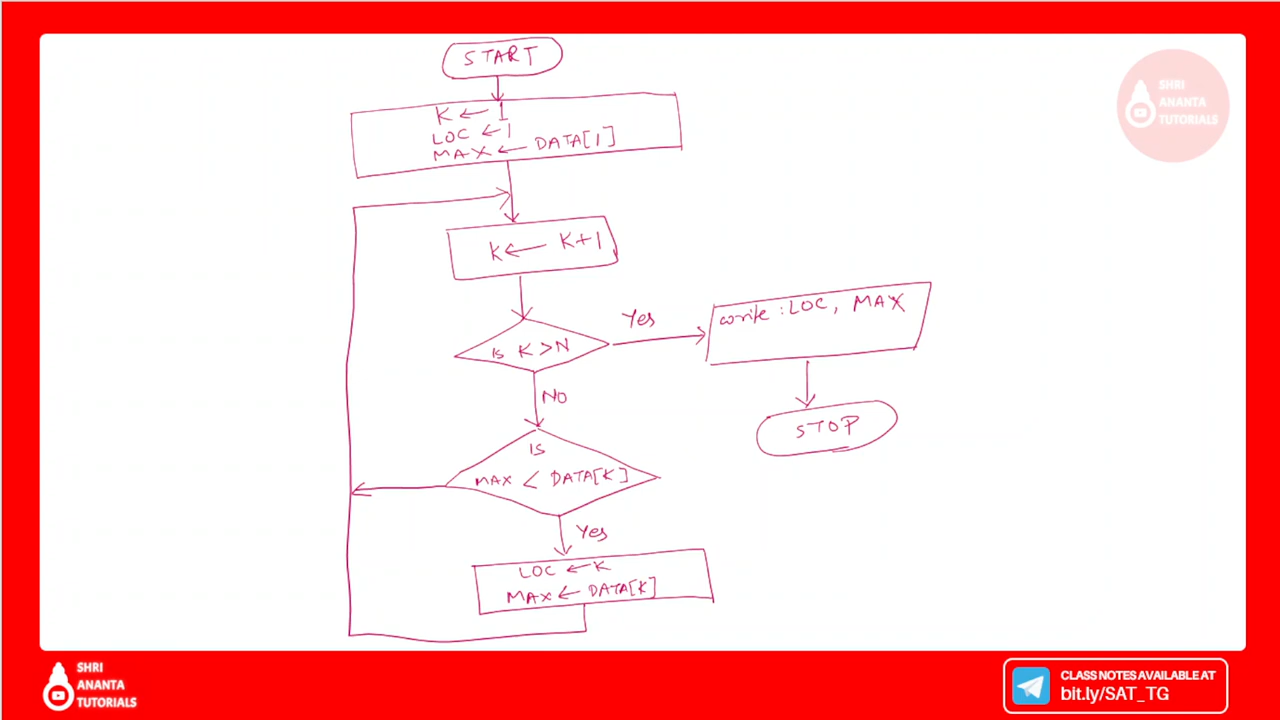 START
K ← 1
LOC ← 1
MAX ← DATA[1]
K ← K+1
Is K > N
Yes
write : LOC, MAX
STOP
NO
Is
MAX < DATA[K]
Yes
LOC ← K
MAX ← DATA[K]
SHRI
ANANTA
TUTORIALS
SHRI
ANANTA
TUTORIALS
CLASS NOTES AVAILABLE AT
bit.ly/SAT_TG